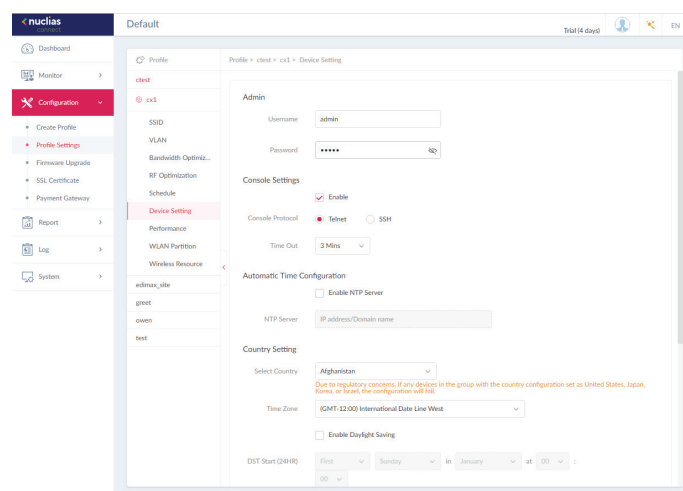 nuclias
connect
Default
Trial (4 days)
EN
Dashboard
Monitor
Configuration
Create Profile
Profile Settings
Firmware Upgrade
SSL Certificate
Payment Gateway
Report
Log
System
Profile
ctest
cx1
SSID
VLAN
Bandwidth Optimiz...
RF Optimization
Schedule
Device Setting
Performance
WLAN Partition
Wireless Resource
edimax_site
greet
owen
test
Profile > ctest > cx1 > Device Setting
Admin
Username admin
Password •••••
Console Settings
Enable
Console Protocol Telnet SSH
Time Out 3 Mins
Automatic Time Configuration
Enable NTP Server
NTP Server IP address/Domain name
Country Setting
Select Country Afghanistan
Due to regulatory concerns, if any devices in the group with the country configuration set as United States, Japan,
Korea, or Israel, the configuration will fail.
Time Zone (GMT-12:00) International Date Line West
Enable Daylight Saving
DST Start (24HR) First Sunday in January at 00 :
00